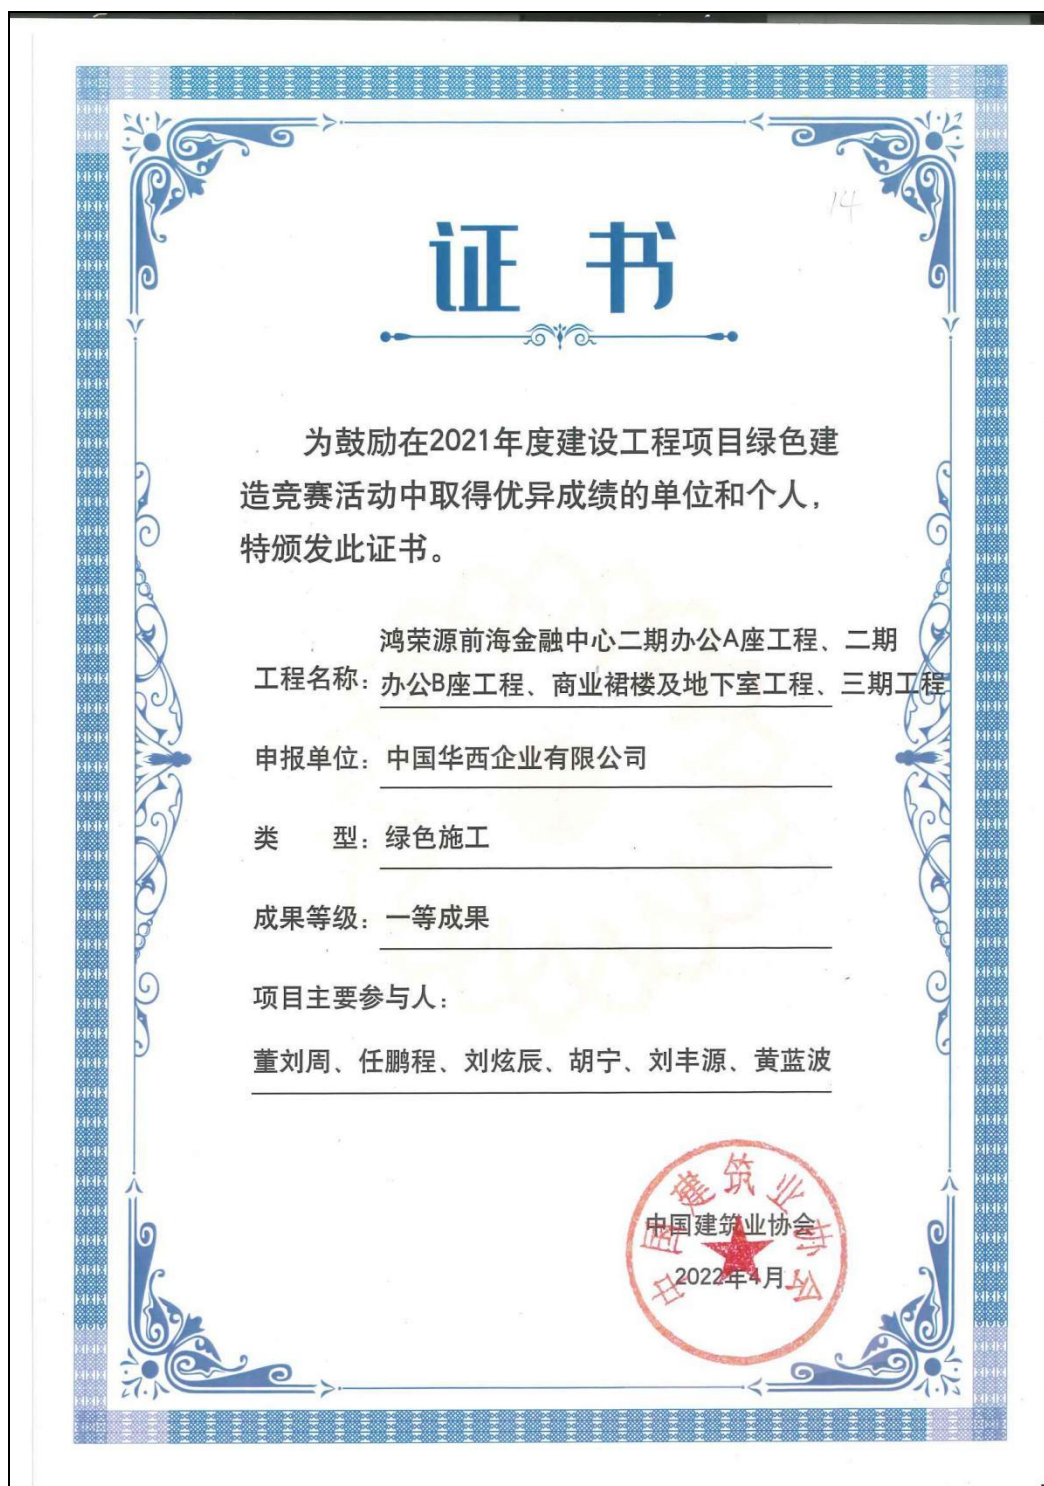 14
证书
为鼓励在2021年度建设工程项目绿色建
造竞赛活动中取得优异成绩的单位和个人，
特颁发此证书。
鸿荣源前海金融中心二期办公A座工程、二期
工程名称：办公B座工程、商业裙楼及地下室工程、三期工程
申报单位：中国华西企业有限公司
类 型：绿色施工
成果等级：一等成果
项目主要参与人：
董刘周、任鹏程、刘炫辰、胡宁、刘丰源、黄蓝波
中国建筑业协会
中国建筑业协会
2022年4月